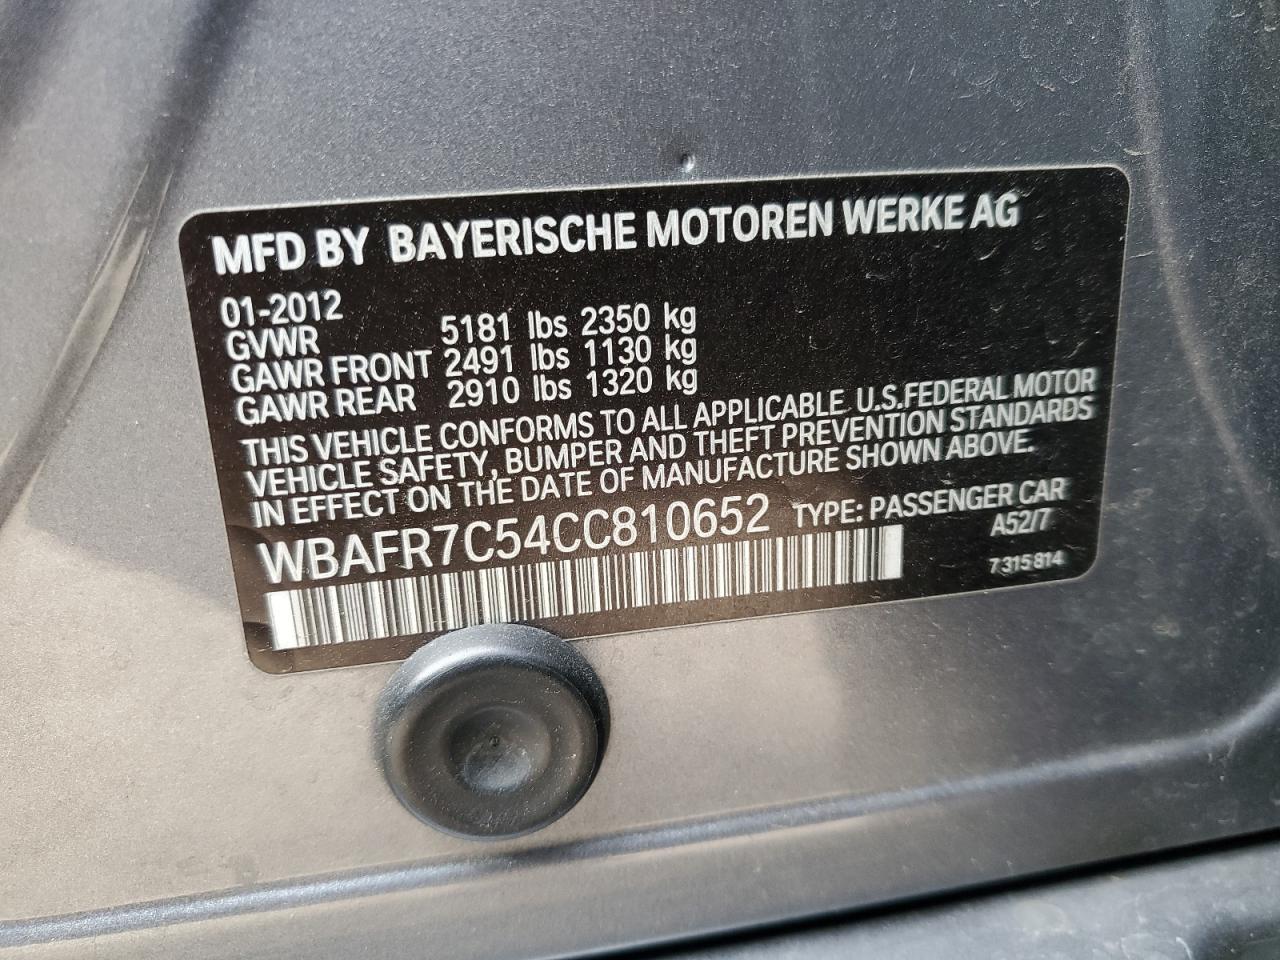 MFD BY BAYERISCHE MOTOREN WERKE AG
01-2012
GVWR 5181 lbs 2350 kg
GAWR FRONT 2491 lbs 1130 kg
GAWR REAR 2910 lbs 1320 kg
THIS VEHICLE CONFORMS TO ALL APPLICABLE U.S.FEDERAL MOTOR
VEHICLE SAFETY, BUMPER AND THEFT PREVENTION STANDARDS
IN EFFECT ON THE DATE OF MANUFACTURE SHOWN ABOVE.
WBAFR7C54CC810652 TYPE: PASSENGER CAR
A52/7
7 315 814